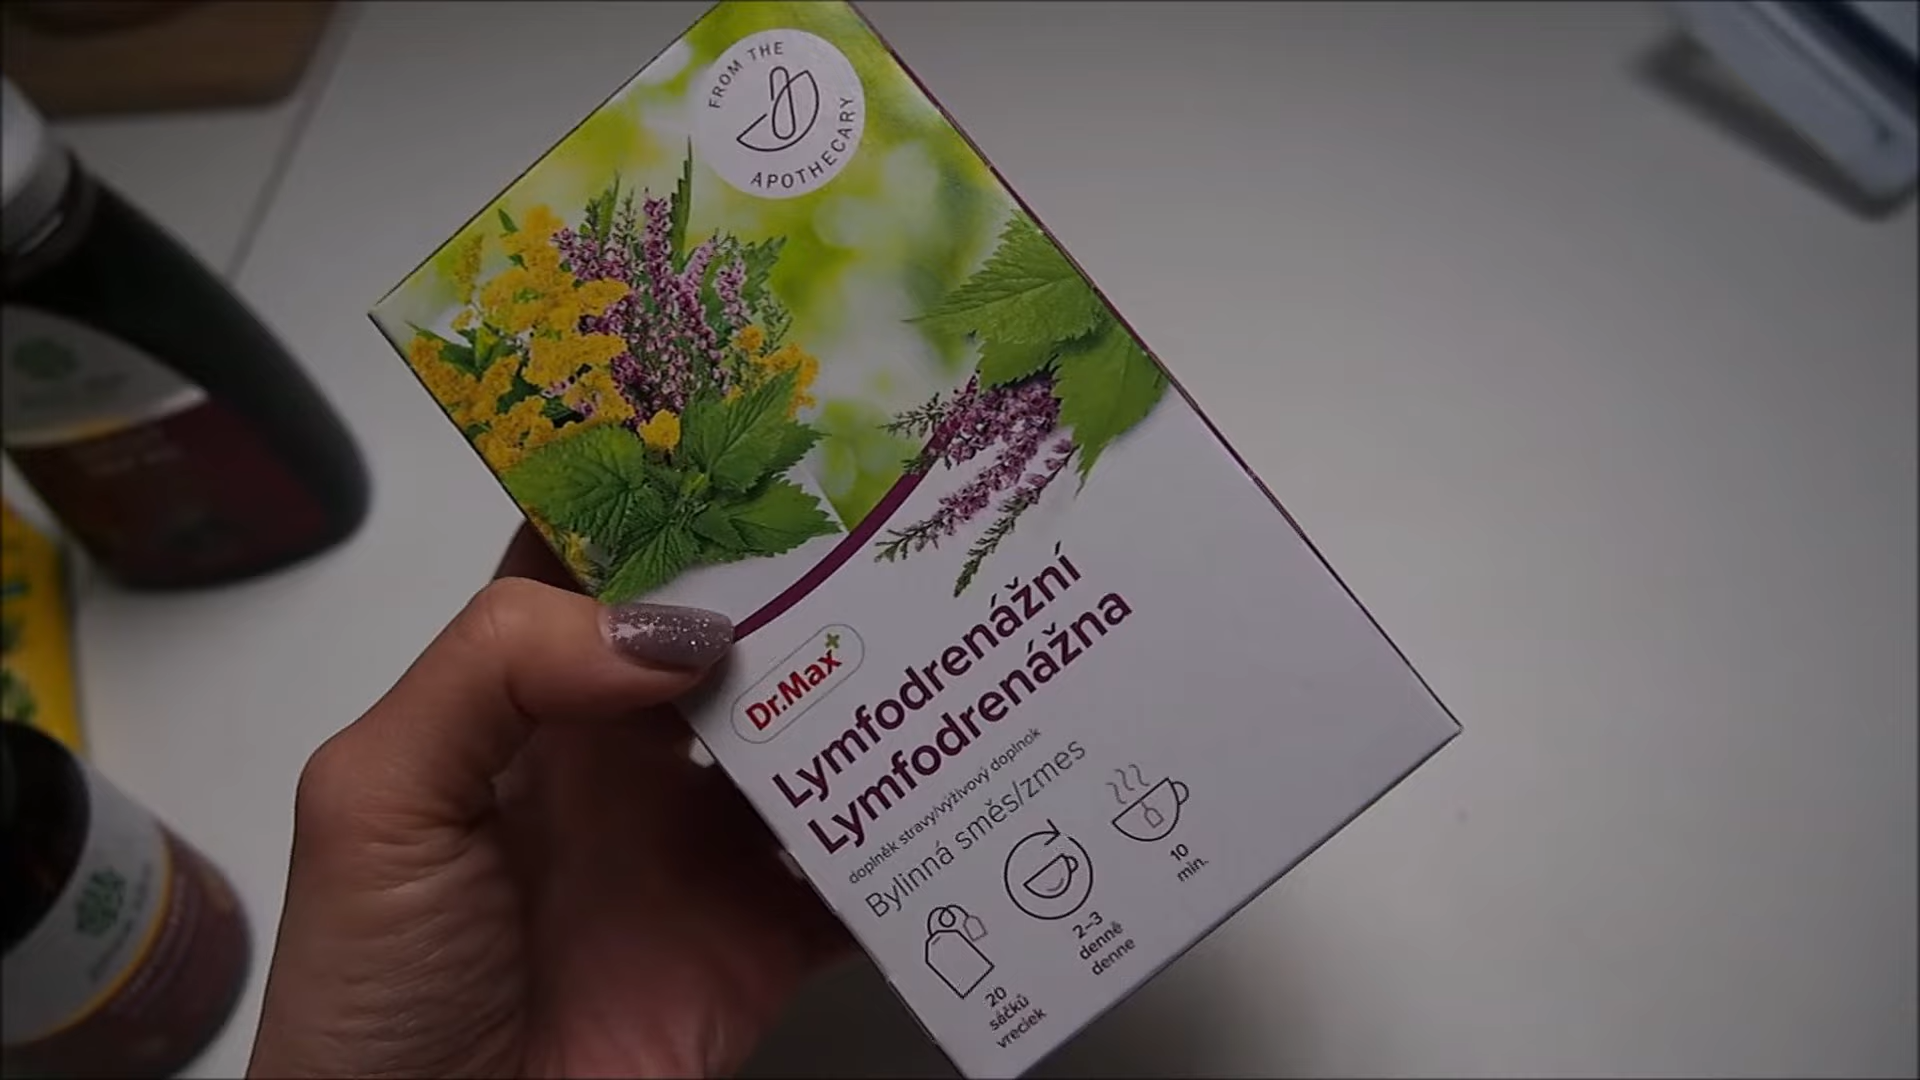 FROM THE
APOTHECARY
Dr.Max+
Lymfodrenážní
Lymfodrenážna
doplněk stravy/výživový doplnok
Bylinná směs/zmes
20
sáčků
vreciek
2–3
denně
denne
10
min.